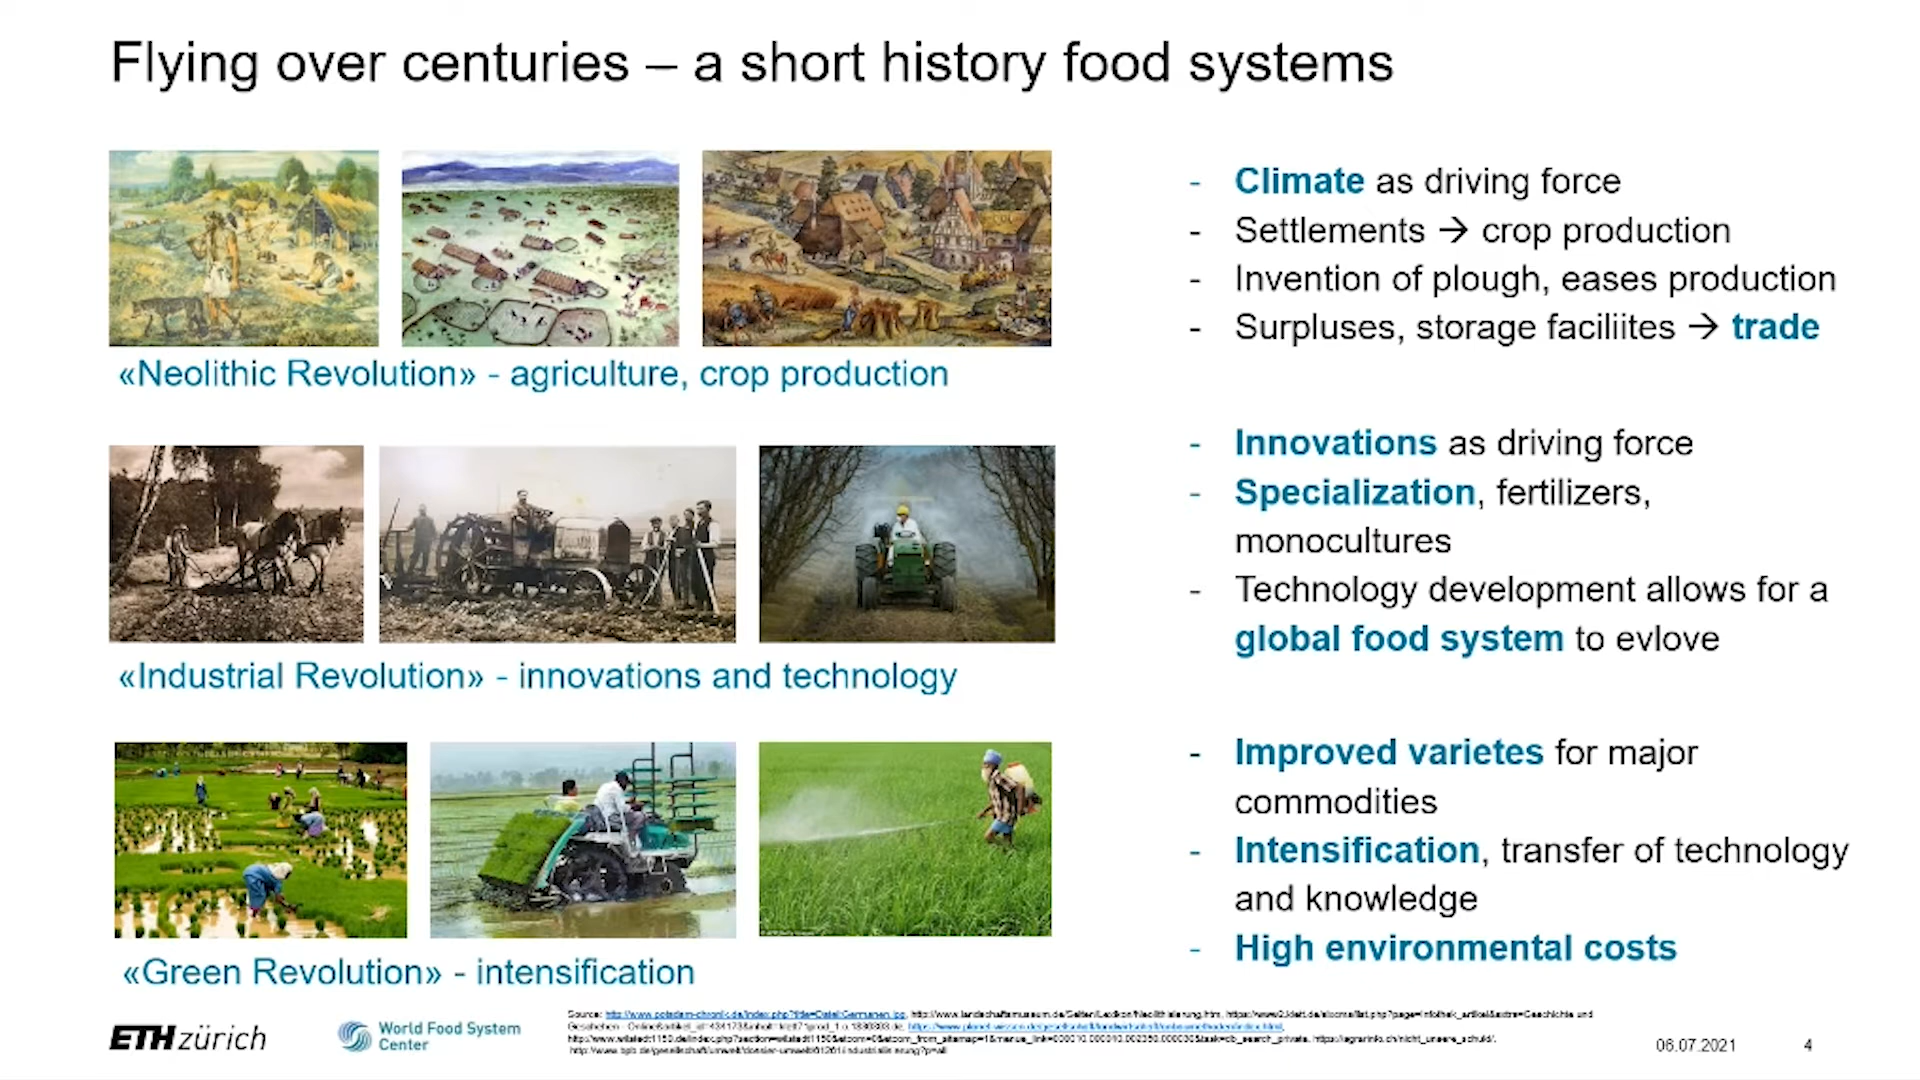 Flying over centuries – a short history food systems
- Climate as driving force
- Settlements → crop production
- Invention of plough, eases production
- Surpluses, storage faciliites → trade
«Neolithic Revolution» - agriculture, crop production
- Innovations as driving force
- Specialization, fertilizers,
monocultures
- Technology development allows for a
global food system to evlove
«Industrial Revolution» - innovations and technology
- Improved varietes for major
commodities
- Intensification, transfer of technology
and knowledge
- High environmental costs
«Green Revolution» - intensification
ETH zürich
World Food System
Center
Source:
06.07.2021
4